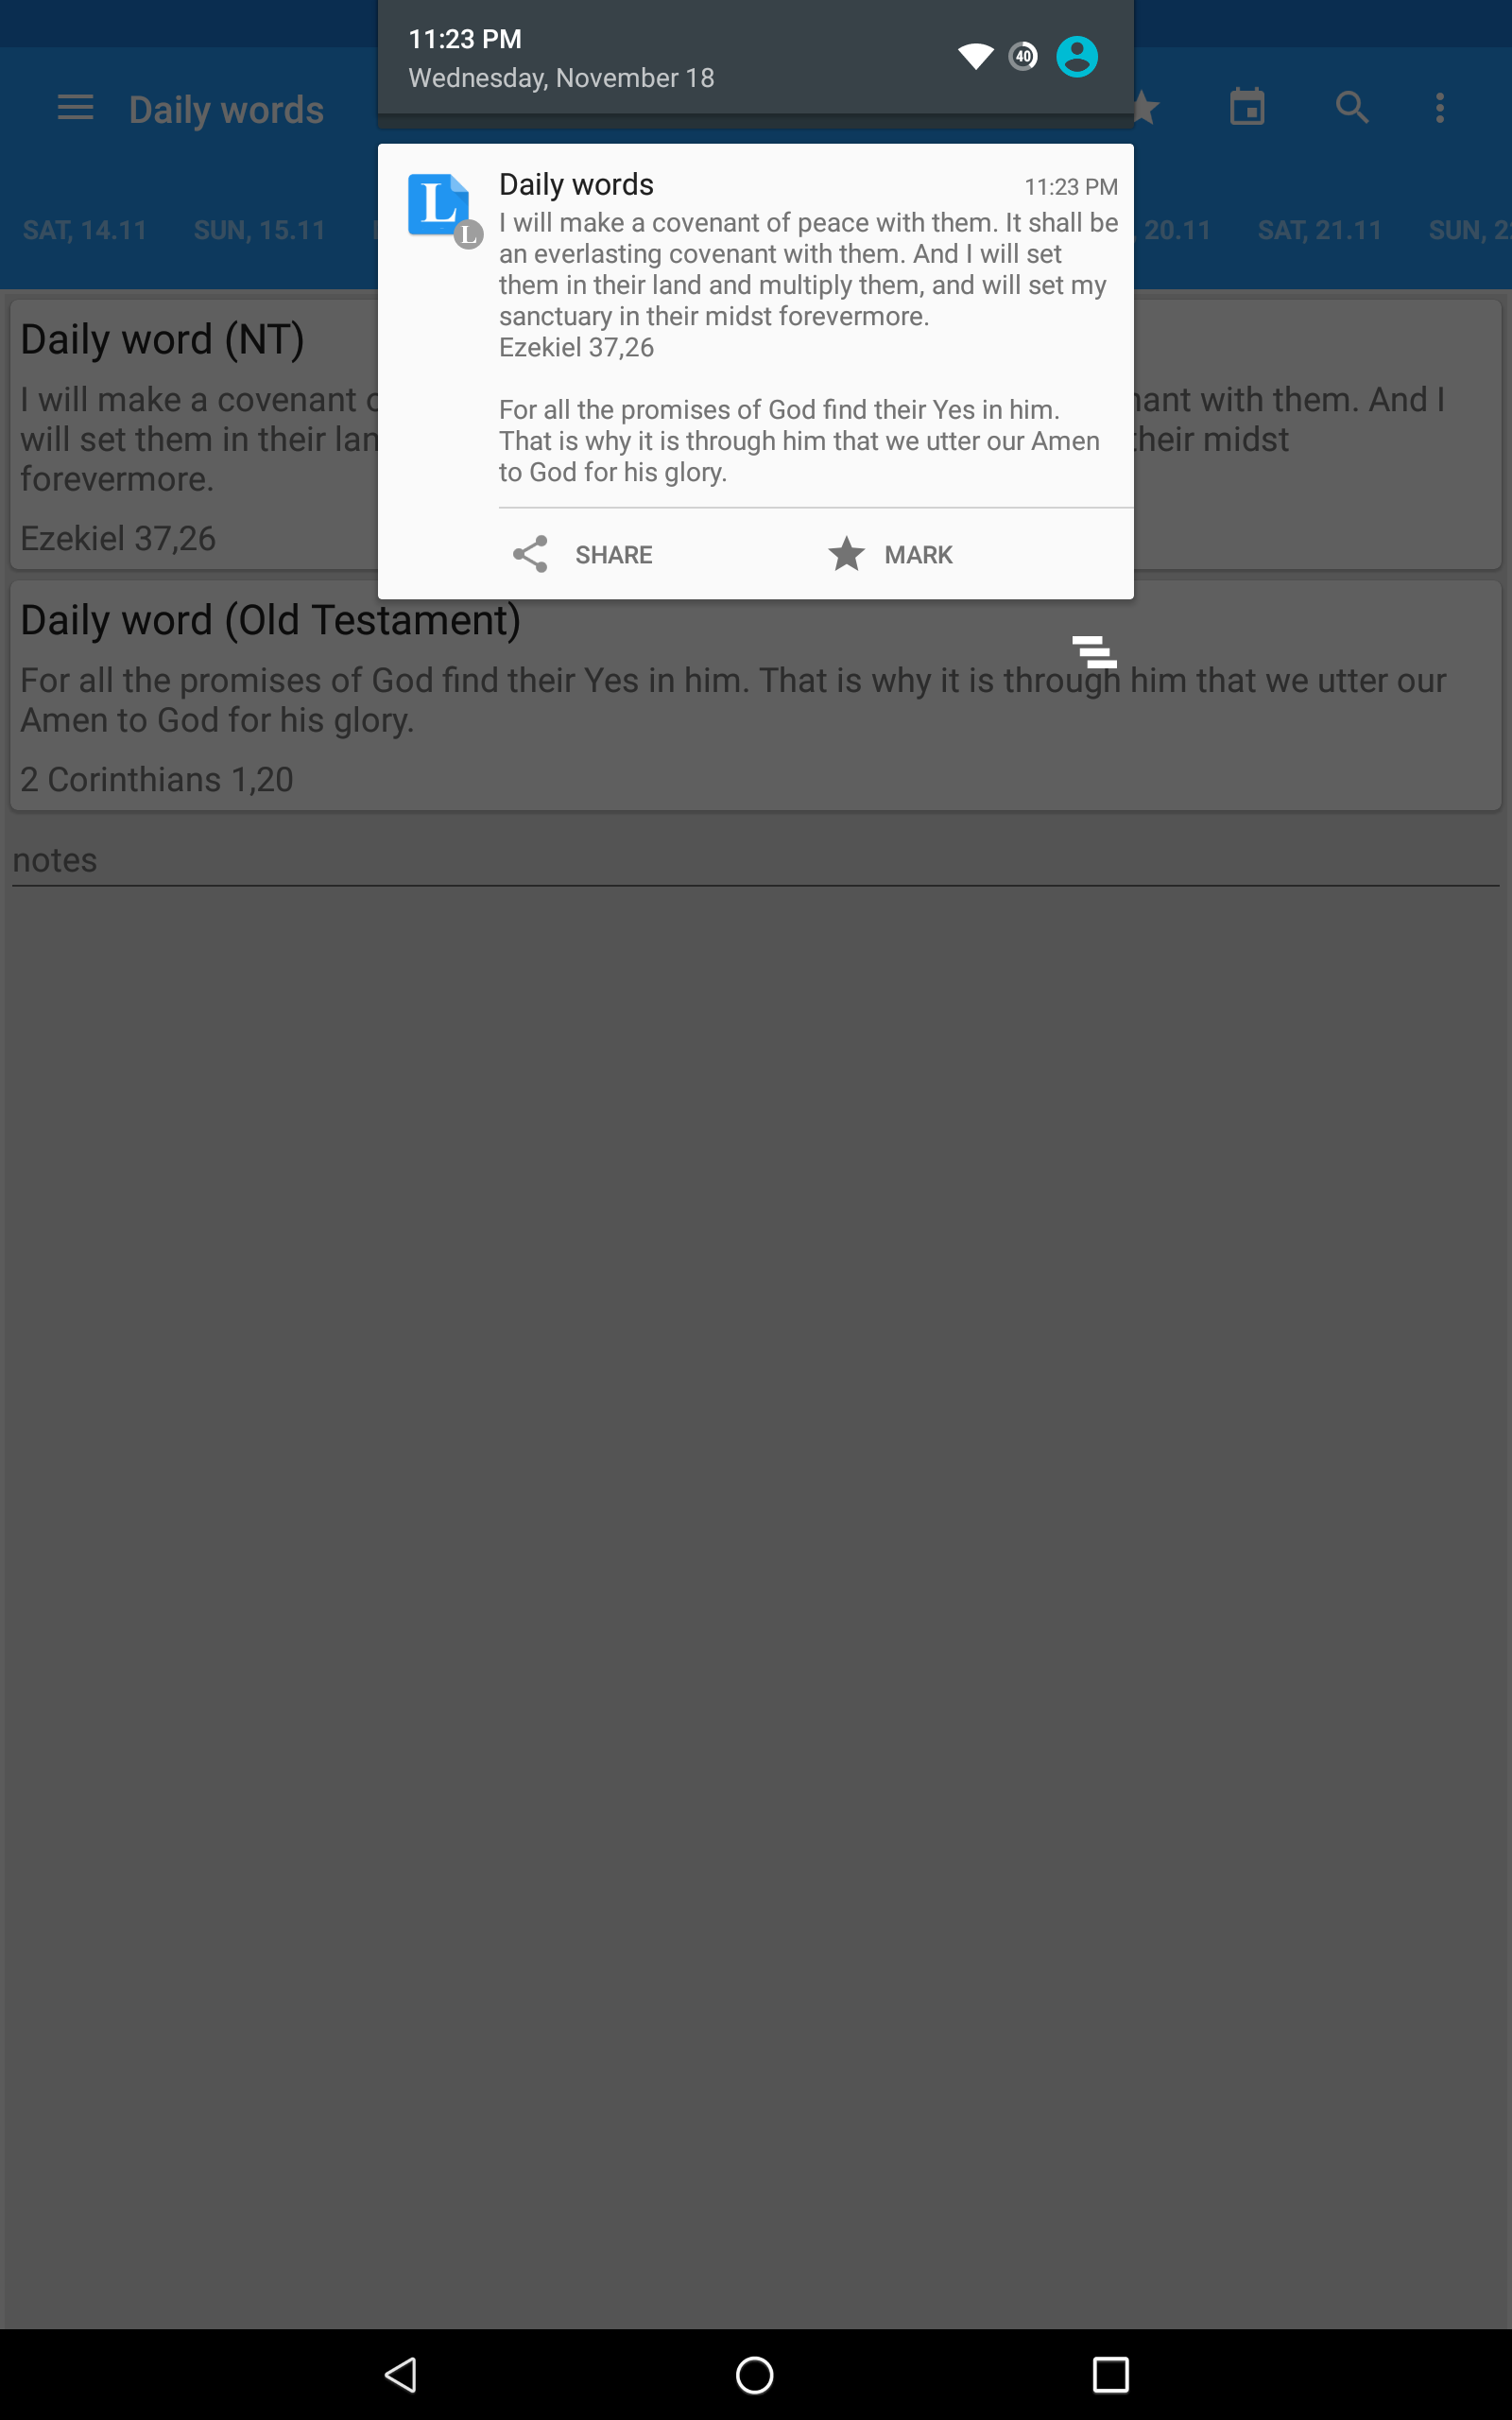 11:23 PM
Wednesday, November 18
40
Daily words
SAT, 14.11
SUN, 15.11
20.11
SAT, 21.11
SUN, 2
L
L
Daily words
11:23 PM
I will make a covenant of peace with them. It shall be
an everlasting covenant with them. And I will set
them in their land and multiply them, and will set my
sanctuary in their midst forevermore.
Ezekiel 37,26
For all the promises of God find their Yes in him.
That is why it is through him that we utter our Amen
to God for his glory.
SHARE
MARK
Daily word (NT)
I will make a covenant
with them. And I
will set them in their
their midst
forevermore.
Ezekiel 37,26
Daily word (Old Testament)
For all the promises of God find their Yes in him. That is why it is through him that we utter our
Amen to God for his glory.
2 Corinthians 1,20
notes